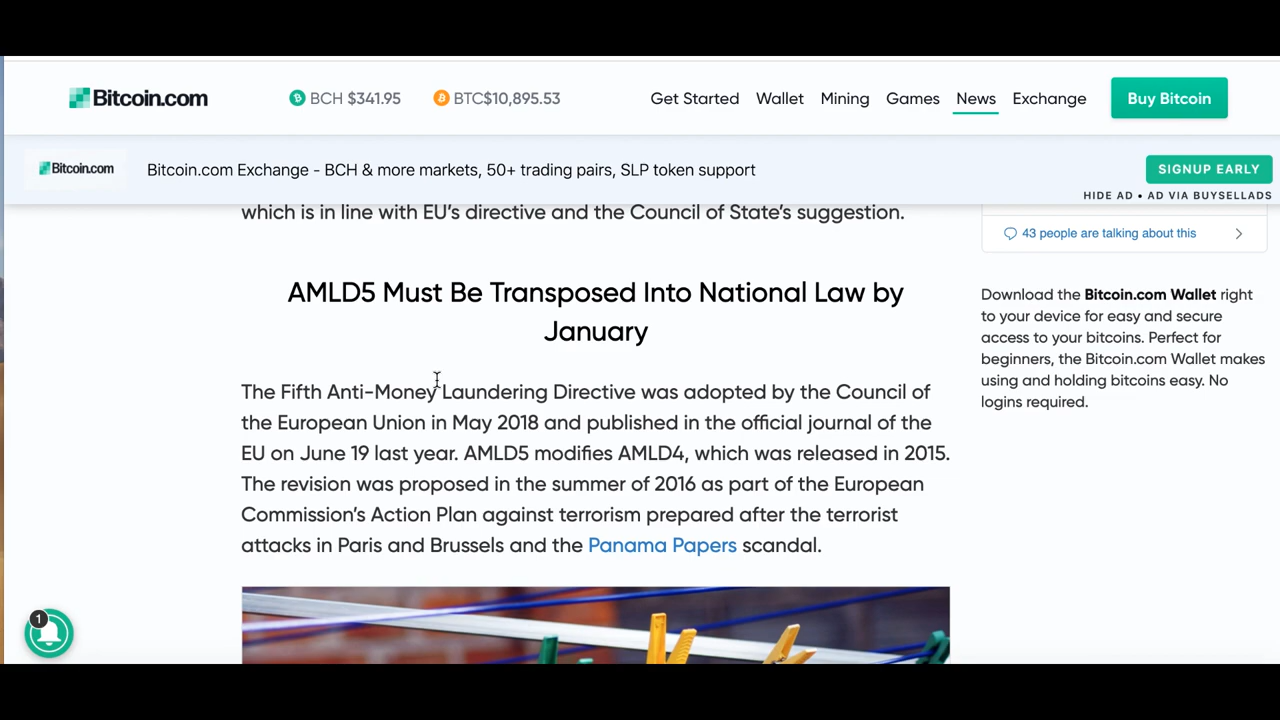 Bitcoin.com
BCH $341.95
BTC$10,895.53
Get Started
Wallet
Mining
Games
News
Exchange
Buy Bitcoin
Bitcoin.com
Bitcoin.com Exchange - BCH & more markets, 50+ trading pairs, SLP token support
SIGNUP EARLY
HIDE AD • AD VIA BUYSELLADS
which is in line with EU's directive and the Council of State's suggestion.
AMLD5 Must Be Transposed Into National Law by
January
The Fifth Anti-Money Laundering Directive was adopted by the Council of
the European Union in May 2018 and published in the official journal of the
EU on June 19 last year. AMLD5 modifies AMLD4, which was released in 2015.
The revision was proposed in the summer of 2016 as part of the European
Commission's Action Plan against terrorism prepared after the terrorist
attacks in Paris and Brussels and the Panama Papers scandal.
43 people are talking about this
Download the Bitcoin.com Wallet right
to your device for easy and secure
access to your bitcoins. Perfect for
beginners, the Bitcoin.com Wallet makes
using and holding bitcoins easy. No
logins required.
1